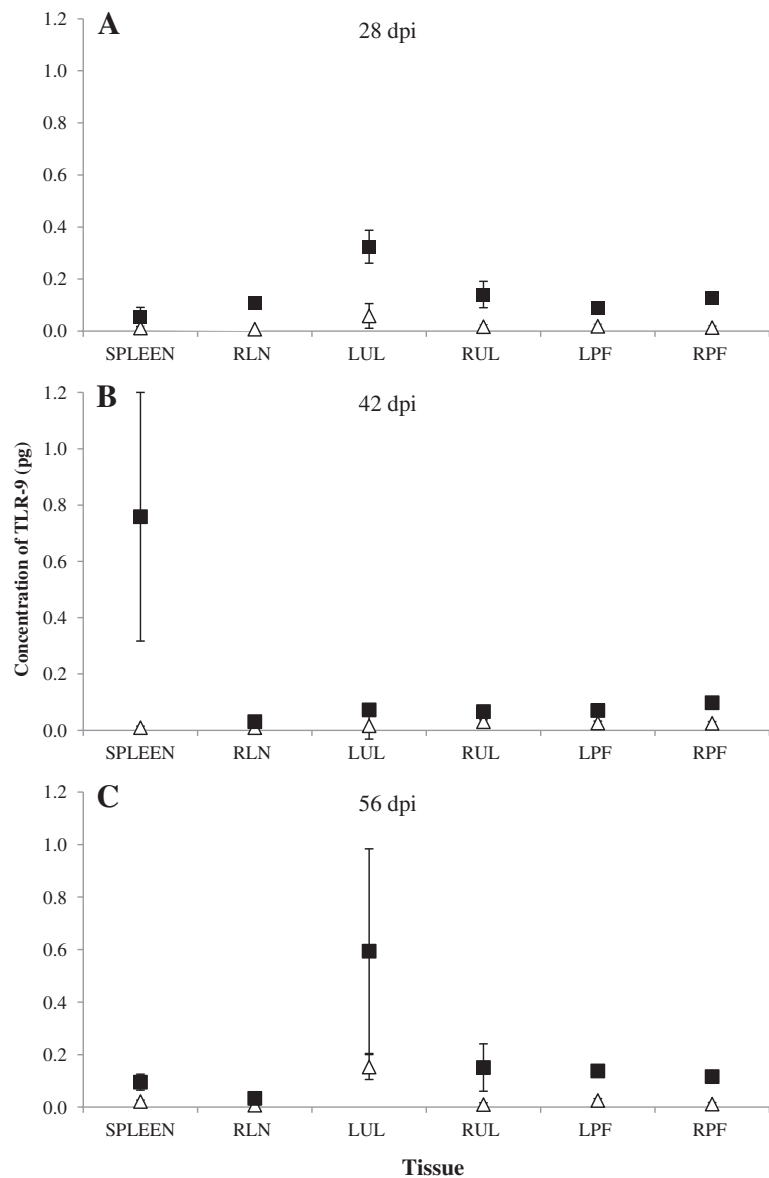 A
28 dpi
1.2
1.0
0.8
0.6
0.4
0.2
0.0
SPLEEN RLN LUL RUL LPF RPF
B
42 dpi
1.2
1.0
0.8
0.6
0.4
0.2
0.0
SPLEEN RLN LUL RUL LPF RPF
Concentration of TLR-9 (pg)
C
56 dpi
1.2
1.0
0.8
0.6
0.4
0.2
0.0
SPLEEN RLN LUL RUL LPF RPF
Tissue